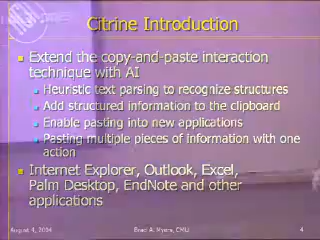 Citrine Introduction
Extend the copy-and-paste interaction
technique with AI
Heuristic text parsing to recognize structures
Add structured information to the clipboard
Enable pasting into new applications
Pasting multiple pieces of information with one
action
Internet Explorer, Outlook, Excel,
Palm Desktop, EndNote and other
applications
August 4, 2004 Brad A. Myers, CMU 4